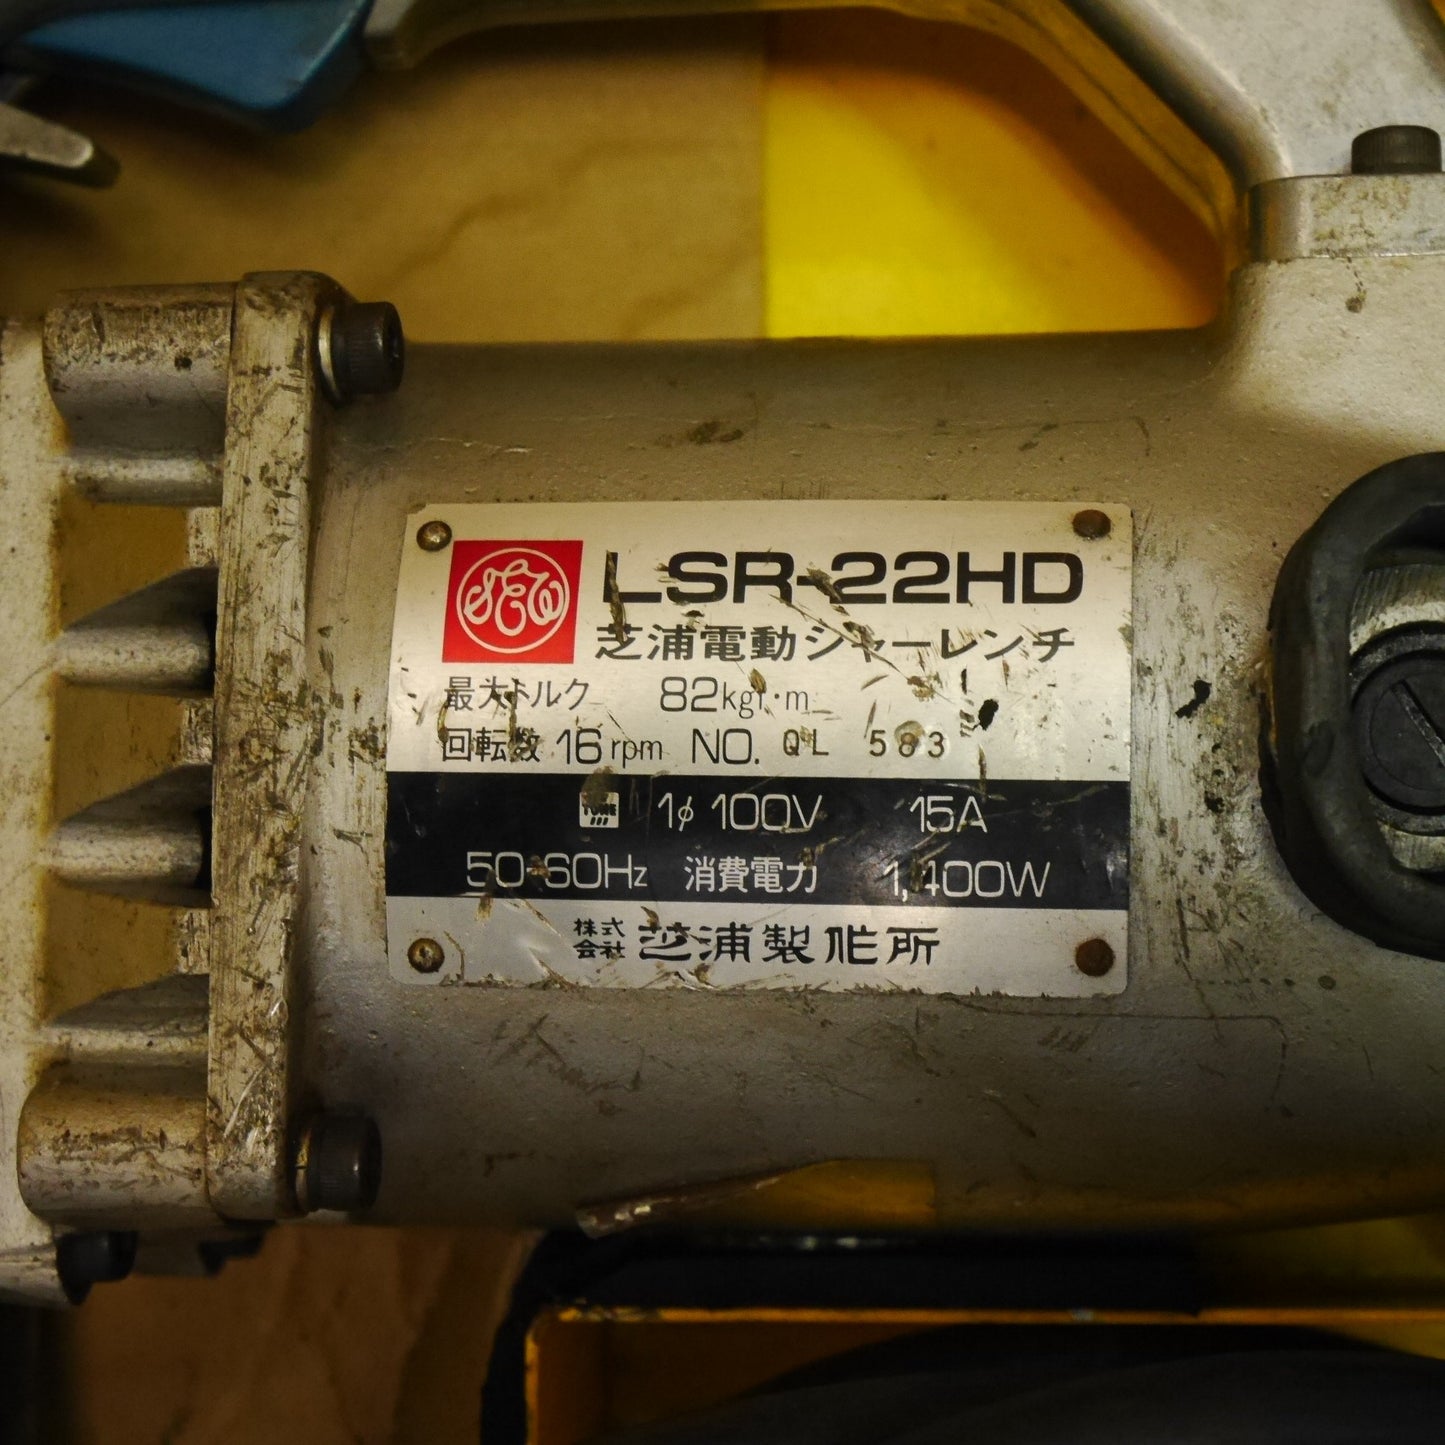 SEW
LSR-22HD
芝浦電動シャーレンチ
最大トルク 82kgf·m
回転数 16rpm NO. QL 583
1φ 100V 15A
50-60Hz 消費電力 1,400W
株式会社 芝浦製作所